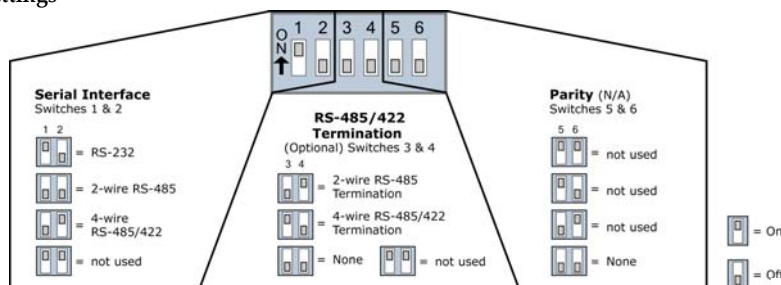 O
N
1 2 3 4 5 6
Serial Interface
Switches 1 & 2
1 2
= RS-232
= 2-wire RS-485
= 4-wire
RS-485/422
= not used
RS-485/422
Termination
(Optional) Switches 3 & 4
3 4
= 2-wire RS-485
Termination
= 4-wire RS-485/422
Termination
= None
= not used
Parity (N/A)
Switches 5 & 6
5 6
= not used
= not used
= not used
= None
= On
= Off